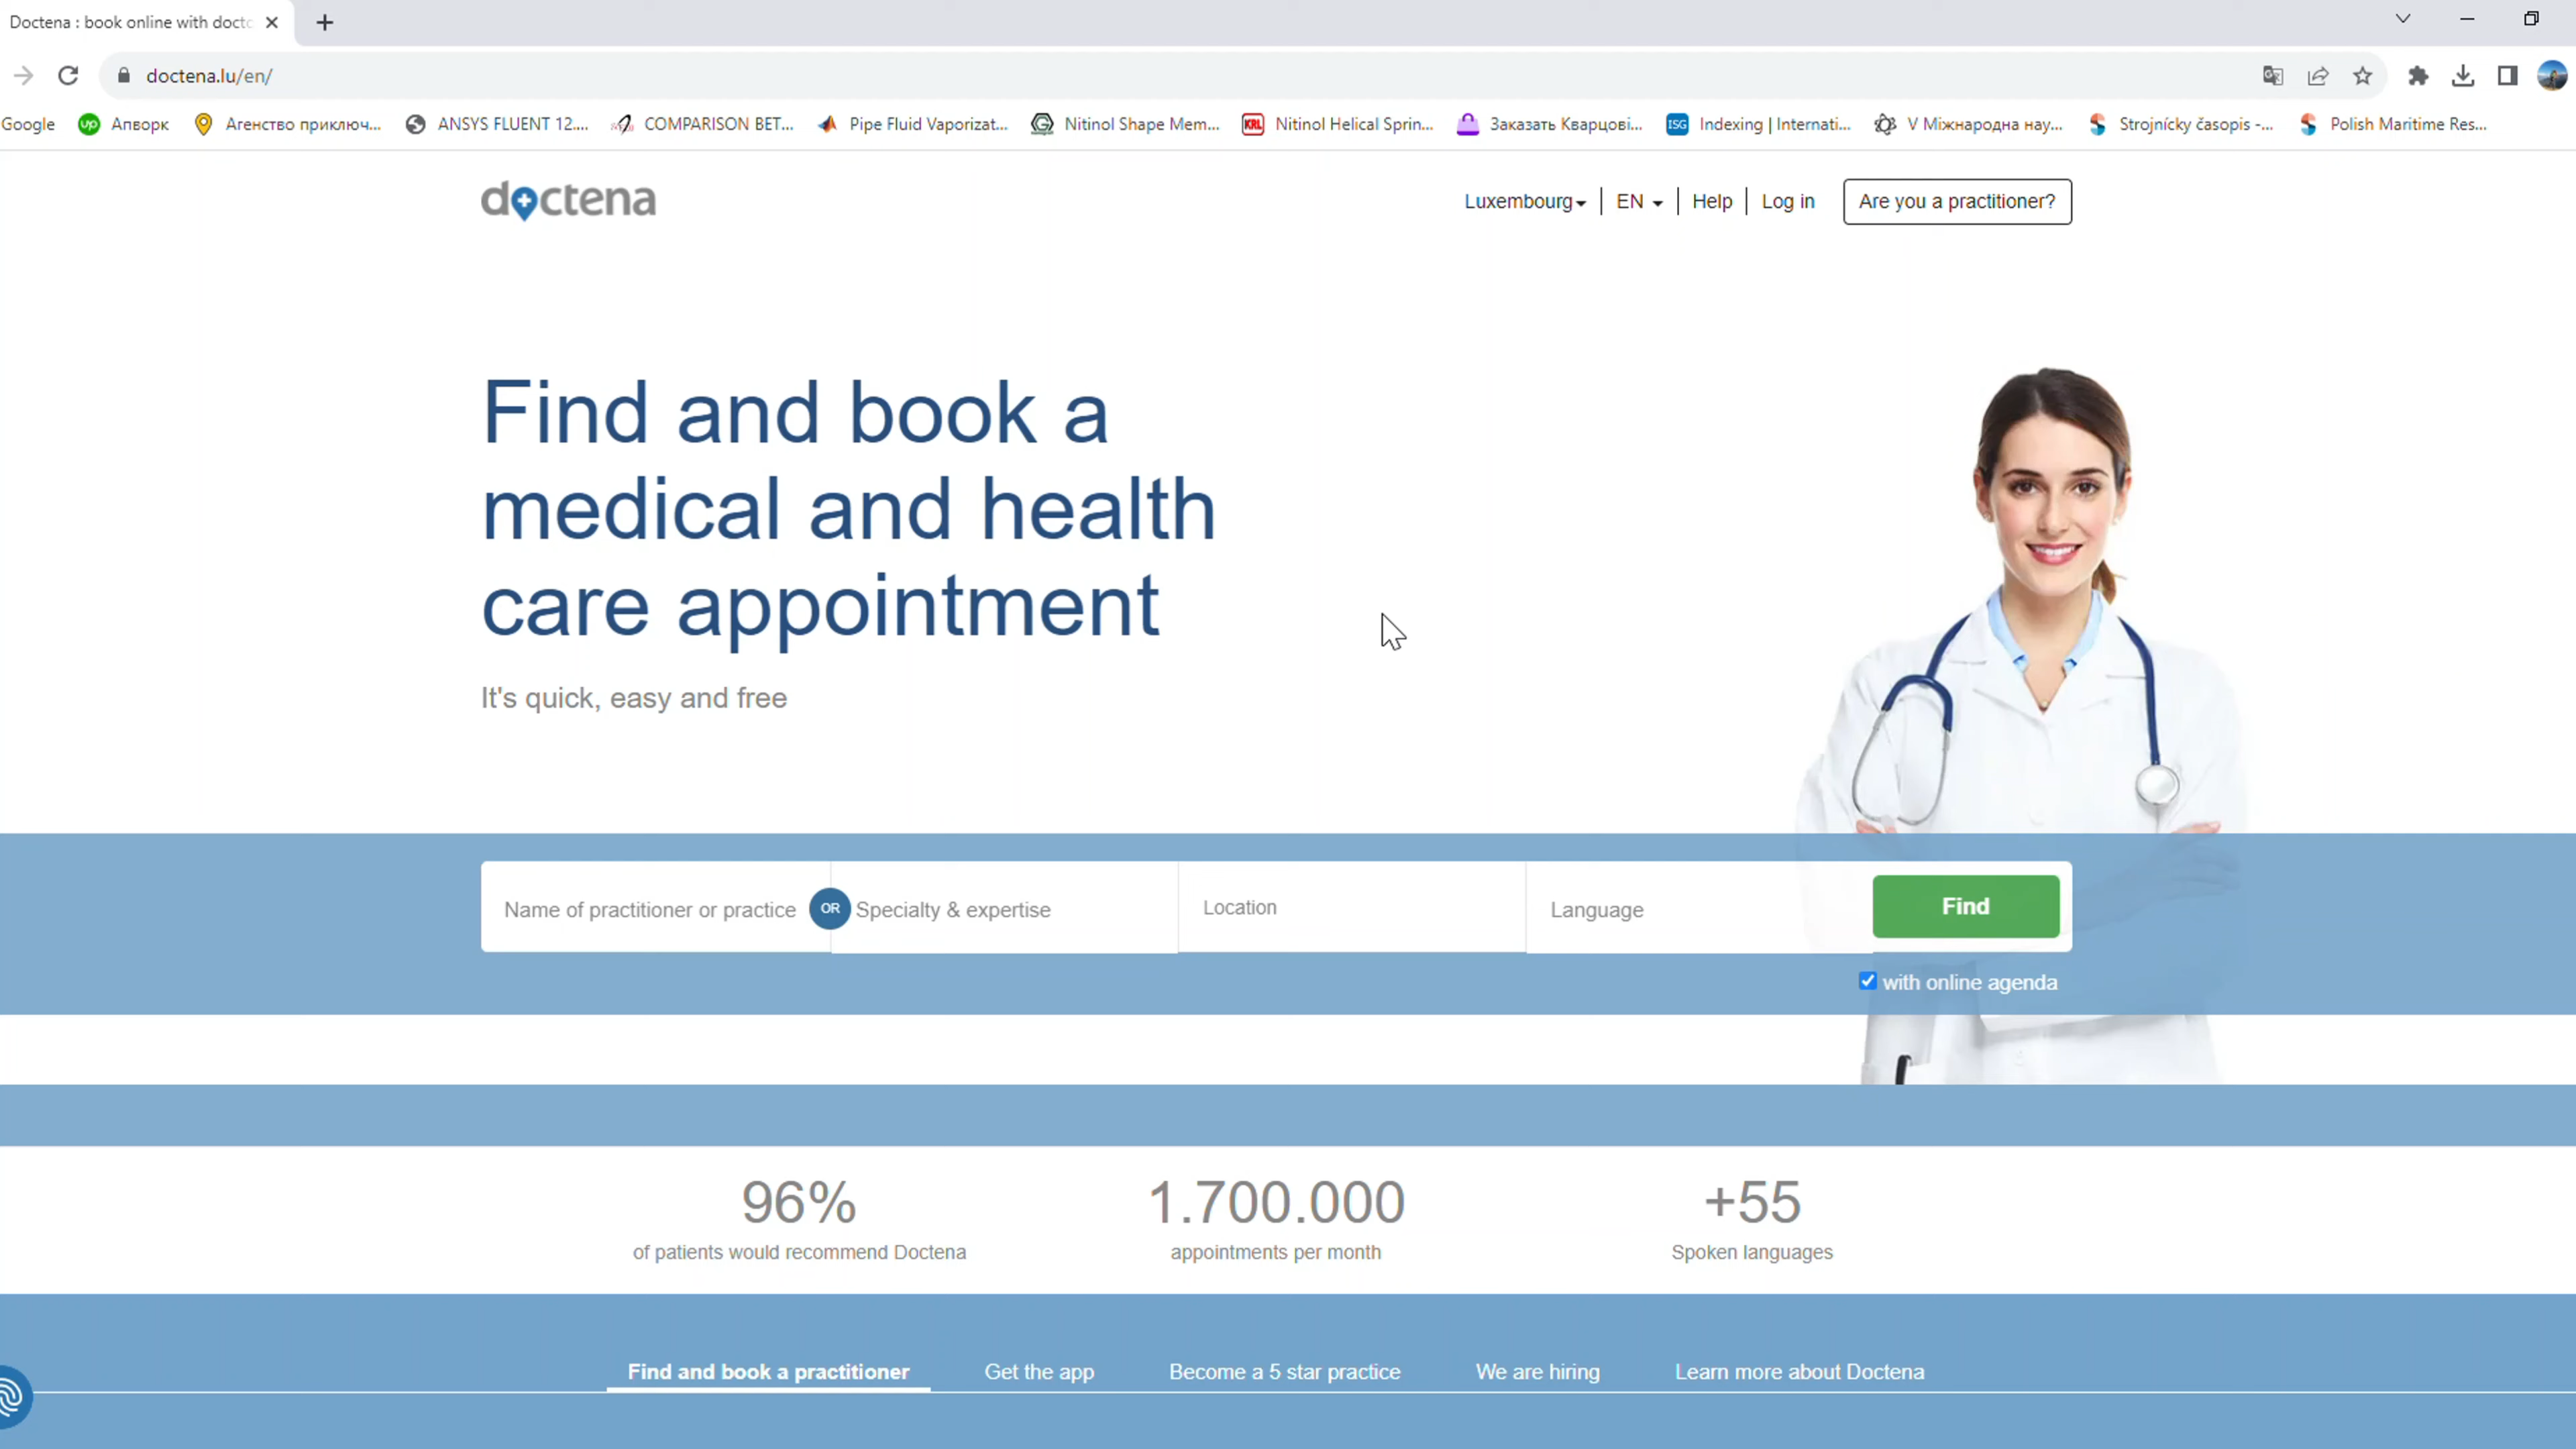 Doctena : book online with docto
doctena.lu/en/
Google
up Апворк
Агенство приключ...
ANSYS FLUENT 12....
COMPARISON BET...
Pipe Fluid Vaporizat...
Nitinol Shape Mem...
KRL Nitinol Helical Sprin...
Заказать Кварцові...
ISG Indexing | Internati...
V Міжнародна нау...
Strojnícky časopis -...
Polish Maritime Res...
doctena
Luxembourg
EN
Help
Log in
Are you a practitioner?
Find and book a
medical and health
care appointment
It's quick, easy and free
Name of practitioner or practice
OR
Specialty & expertise
Location
Language
Find
with online agenda
96%
of patients would recommend Doctena
1.700.000
appointments per month
+55
Spoken languages
Find and book a practitioner
Get the app
Become a 5 star practice
We are hiring
Learn more about Doctena